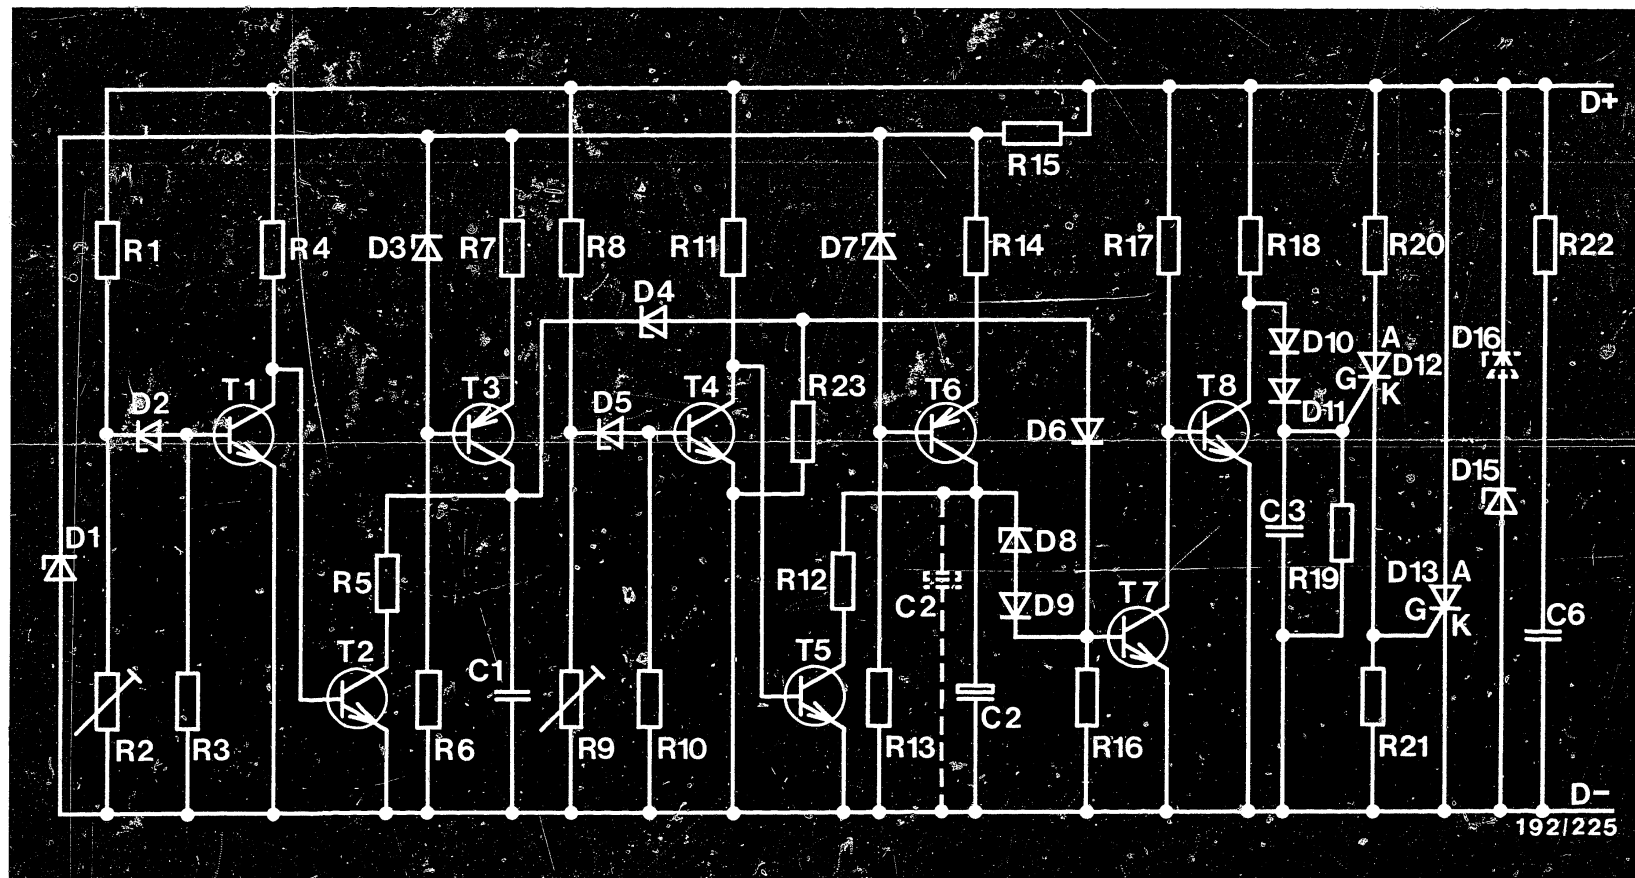 D+
R15
R1
R4
D3
R7
R8
R11
D7
R14
R17
R18
R20
R22
D4
D10
A
D12
D16
G
K
D2
T1
T3
D5
T4
R23
T6
D6
T8
D11
D1
R5
R12
C2
D8
D9
T7
C3
R19
D13
A
G
K
D15
C6
T2
C1
T5
C2
R2
R3
R6
R9
R10
R13
R16
R21
D-
192/225